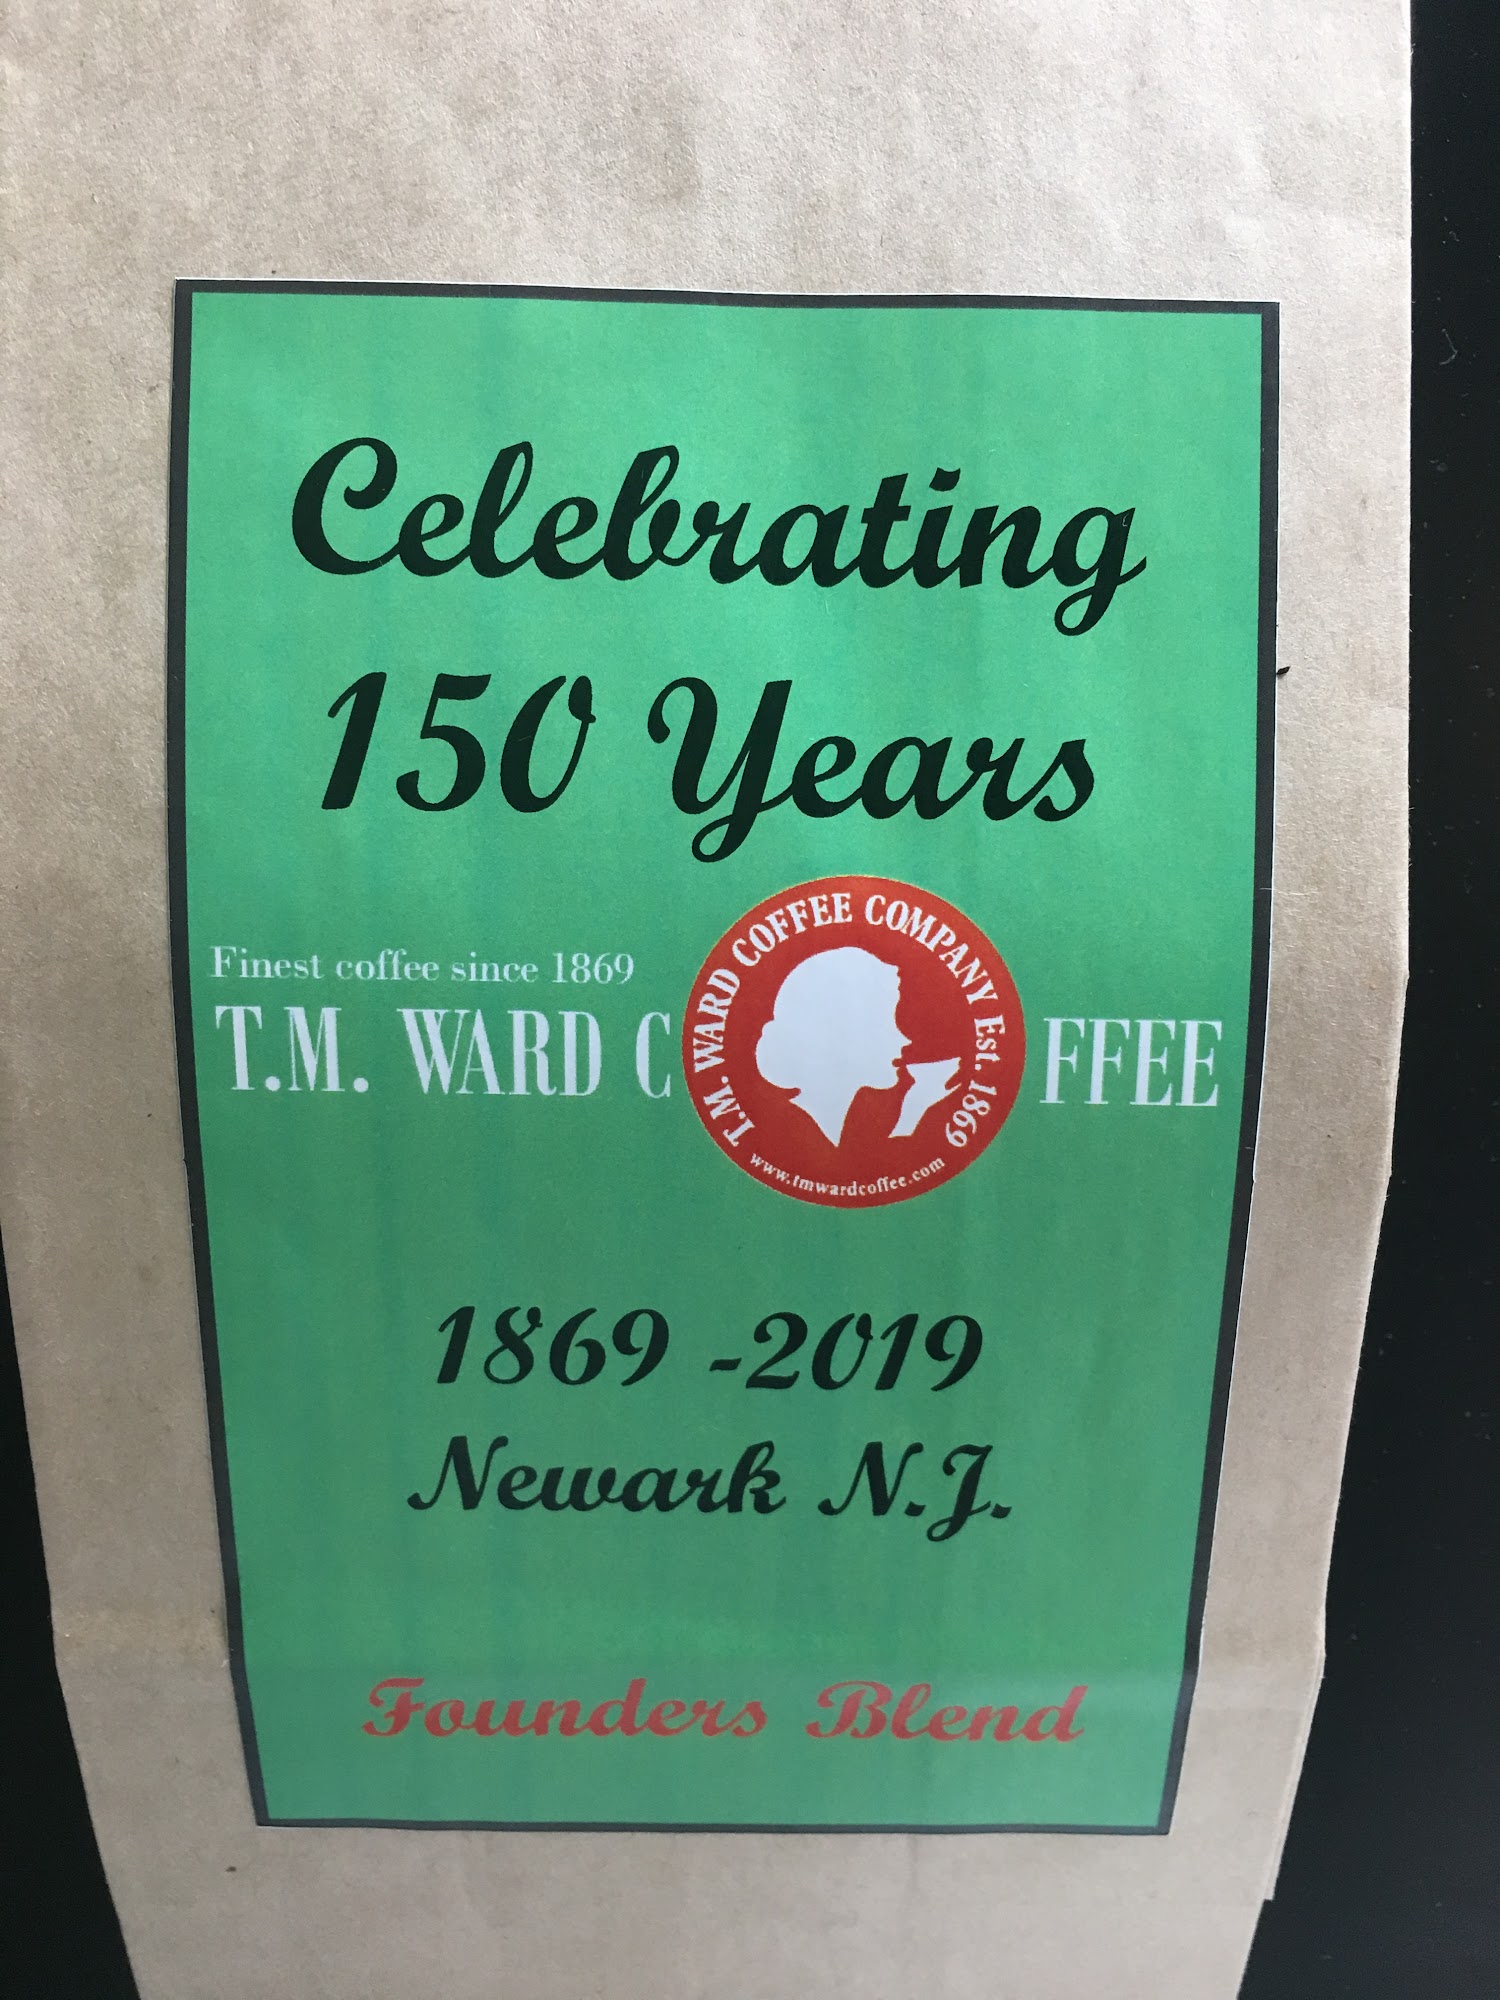 Celebrating
150 Years
Finest coffee since 1869
T.M. WARD C FFEE
T.M. WARD COFFEE COMPANY Est. 1869
www.tmwardcoffee.com
1869 -2019
Newark N.J.
Founders Blend